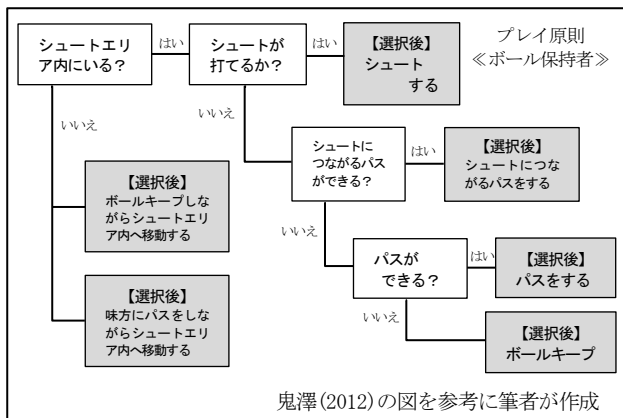 シュートエリ
ア内にいる？
はい
シュートが
打てるか？
はい
【選択後】
シュート
する
プレイ原則
≪ボール保持者≫
いいえ
いいえ
シュートに
つながるパス
ができる？
はい
【選択後】
シュートにつな
がるパスをする
【選択後】
ボールキープしな
がらシュートエリ
ア内へ移動する
いいえ
パスが
できる？
はい
【選択後】
パスをする
【選択後】
味方にパスをしな
がらシュートエリ
ア内へ移動する
いいえ
【選択後】
ボールキープ
鬼澤(2012)の図を参考に筆者が作成